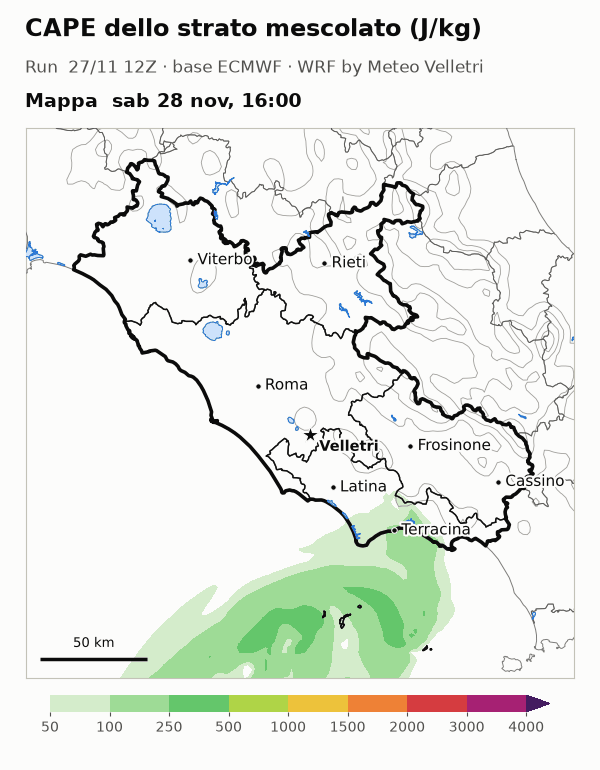 CAPE dello strato mescolato (J/kg)
Run  27/11 12Z · base ECMWF · WRF by Meteo Velletri
Mappa  sab 28 nov, 16:00
Viterbo
Rieti
Roma
Velletri
Frosinone
Cassino
Latina
Terracina
50 km
50 100 250 500 1000 1500 2000 3000 4000